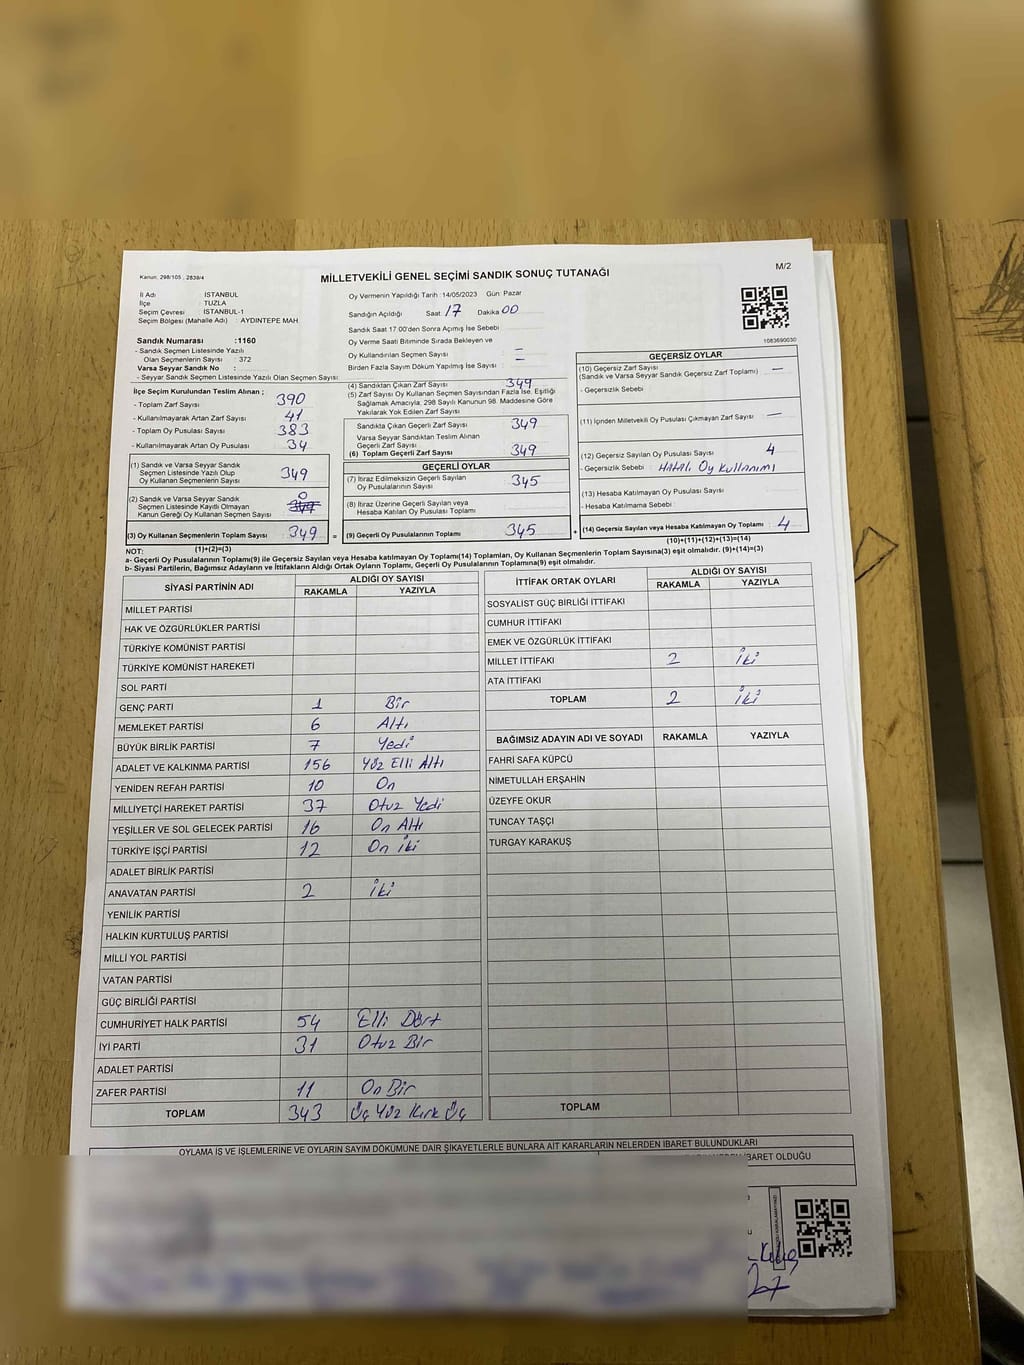 Kanun: 298/105 , 2839/4
MİLLETVEKİLİ GENEL SEÇİMİ SANDIK SONUÇ TUTANAĞI
M/2
İl Adı : İSTANBUL
İlçe : TUZLA
Seçim Çevresi : İSTANBUL-1
Seçim Bölgesi (Mahalle Adı) : AYDINTEPE MAH.
Sandık Numarası :1160
- Sandık Seçmen Listesinde Yazılı
Olan Seçmenlerin Sayısı : 372
Varsa Seyyar Sandık No :
- Seyyar Sandık Seçmen Listesinde Yazılı Olan Seçmen Sayısı
İlçe Seçim Kurulundan Teslim Alınan ;
- Toplam Zarf Sayısı 390
- Kullanılmayarak Artan Zarf Sayısı 41
- Toplam Oy Pusulası Sayısı 383
- Kullanılmayarak Artan Oy Pusulası 34
(1) Sandık ve Varsa Seyyar Sandık
Seçmen Listesinde Yazılı Olup
Oy Kullanan Seçmen Sayısı 349
(2) Sandık ve Varsa Seyyar Sandık
Seçmen Listesinde Kayıtlı Olmayan
Kanun Gereği Oy Kullanan Seçmen Sayısı 0
(3) Oy Kullanan Seçmenlerin Toplam Sayısı 349 =
(1)+(2)=(3)
Oy Vermenin Yapıldığı Tarih :14/05/2023 Gün: Pazar
Sandığın Açıldığı Saat 17 Dakika 00
Sandık Saat 17.00'den Sonra Açılmış İse Sebebi
Oy Verme Saati Bitiminde Sırada Bekleyen ve
Oy Kullandırılan Seçmen Sayısı —
Birden Fazla Sayım Döküm Yapılmış İse Sayısı —
(4) Sandıktan Çıkan Zarf Sayısı 349
(5) Zarf Sayısı Oy Kullanan Seçmen Sayısından Fazla İse, Eşitliği
Sağlamak Amacıyla, 298 Sayılı Kanunun 98. Maddesine Göre
Yakılarak Yok Edilen Zarf Sayısı
Sandıkta Çıkan Geçerli Zarf Sayısı 349
Varsa Seyyar Sandıktan Teslim Alınan
Geçerli Zarf Sayısı
(6) Toplam Geçerli Zarf Sayısı 349
GEÇERLİ OYLAR
(7) İtiraz Edilmeksizin Geçerli Sayılan
Oy Pusulalarının Sayısı 345
(8) İtiraz Üzerine Geçerli Sayılan veya
Hesaba Katılan Oy Pusulası Toplamı
(9) Geçerli Oy Pusulalarının Toplamı 345 +
1083690030
GEÇERSİZ OYLAR
(10) Geçersiz Zarf Sayısı
(Sandık ve Varsa Seyyar Sandık Geçersiz Zarf Toplamı) —
- Geçersizlik Sebebi
(11) İçinden Milletvekili Oy Pusulası Çıkmayan Zarf Sayısı —
(12) Geçersiz Sayılan Oy Pusulası Sayısı 4
- Geçersizlik Sebebi : HATALI Oy Kullanımı
(13) Hesaba Katılmayan Oy Pusulası Sayısı
- Hesaba Katılmama Sebebi
(14) Geçersiz Sayılan veya Hesaba Katılmayan Oy Toplamı 4
(10)+(11)+(12)+(13)=(14)
NOT:
a- Geçerli Oy Pusulalarının Toplamı(9) ile Geçersiz Sayılan veya Hesaba katılmayan Oy Toplamı(14) Toplamları, Oy Kullanan Seçmenlerin Toplam Sayısına(3) eşit olmalıdır. (9)+(14)=(3)
b- Siyasi Partilerin, Bağımsız Adayların ve İttifakların Aldığı Ortak Oyların Toplamı, Geçerli Oy Pusulalarının Toplamına(9) eşit olmalıdır.
SİYASİ PARTİNİN ADI ALDIĞI OY SAYISI
RAKAMLA YAZIYLA
MİLLET PARTİSİ
HAK VE ÖZGÜRLÜKLER PARTİSİ
TÜRKİYE KOMÜNİST PARTİSİ
TÜRKİYE KOMÜNİST HAREKETİ
SOL PARTİ
GENÇ PARTİ 1 Bir
MEMLEKET PARTİSİ 6 Altı
BÜYÜK BİRLİK PARTİSİ 7 Yedi
ADALET VE KALKINMA PARTİSİ 156 Yüz Elli Altı
YENİDEN REFAH PARTİSİ 10 On
MİLLİYETÇİ HAREKET PARTİSİ 37 Otuz Yedi
YEŞİLLER VE SOL GELECEK PARTİSİ 16 On Altı
TÜRKİYE İŞÇİ PARTİSİ 12 On iki
ADALET BİRLİK PARTİSİ
ANAVATAN PARTİSİ 2 iki
YENİLİK PARTİSİ
HALKIN KURTULUŞ PARTİSİ
MİLLİ YOL PARTİSİ
VATAN PARTİSİ
GÜÇ BİRLİĞİ PARTİSİ
CUMHURİYET HALK PARTİSİ 54 Elli Dört
İYİ PARTİ 31 Otuz Bir
ADALET PARTİSİ
ZAFER PARTİSİ 11 On Bir
TOPLAM 343 Üç Yüz Kırk Üç
İTTİFAK ORTAK OYLARI ALDIĞI OY SAYISI
RAKAMLA YAZIYLA
SOSYALİST GÜÇ BİRLİĞİ İTTİFAKI
CUMHUR İTTİFAKI
EMEK VE ÖZGÜRLÜK İTTİFAKI
MİLLET İTTİFAKI 2 iki
ATA İTTİFAKI
TOPLAM 2 iki
BAĞIMSIZ ADAYIN ADI VE SOYADI RAKAMLA YAZIYLA
FAHRİ SAFA KÜPCÜ
NİMETULLAH ERŞAHİN
ÜZEYFE OKUR
TUNCAY TAŞÇI
TURGAY KARAKUŞ
TOPLAM
OYLAMA İŞ VE İŞLEMLERİNE VE OYLARIN SAYIM DÖKÜMÜNE DAİR ŞİKAYETLERLE BUNLARA AİT KARARLARIN NELERDEN İBARET BULUNDUKLARI
İBARET OLDUĞU